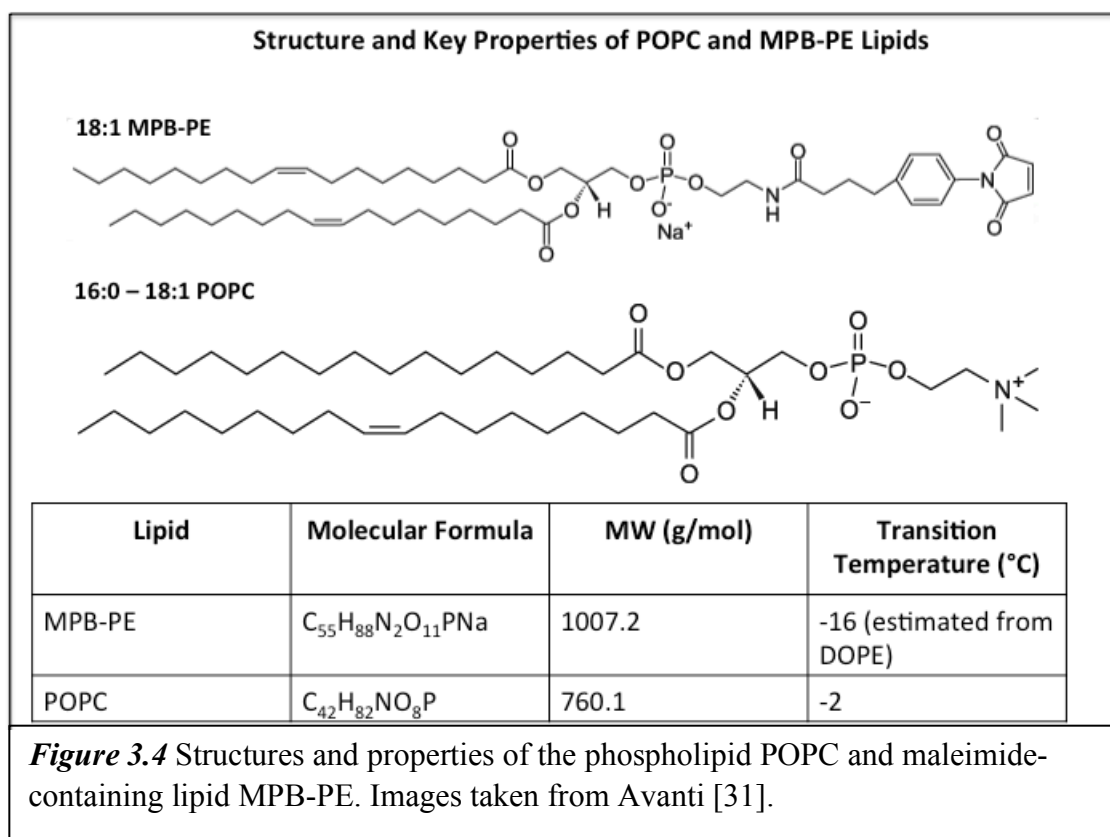 Structure and Key Properties of POPC and MPB-PE Lipids
18:1 MPB-PE
O
O
O
H
O
O
O
P
O
O⁻
Na⁺
O
N
H
O
N
O
O
16:0 – 18:1 POPC
O
O
O
H
O
O
O
P
O
O⁻
N⁺
Lipid Molecular Formula MW (g/mol) Transition Temperature (°C)
MPB-PE C₅₅H₈₈N₂O₁₁PNa 1007.2 -16 (estimated from DOPE)
POPC C₄₂H₈₂NO₈P 760.1 -2
Figure 3.4 Structures and properties of the phospholipid POPC and maleimide-
containing lipid MPB-PE. Images taken from Avanti [31].